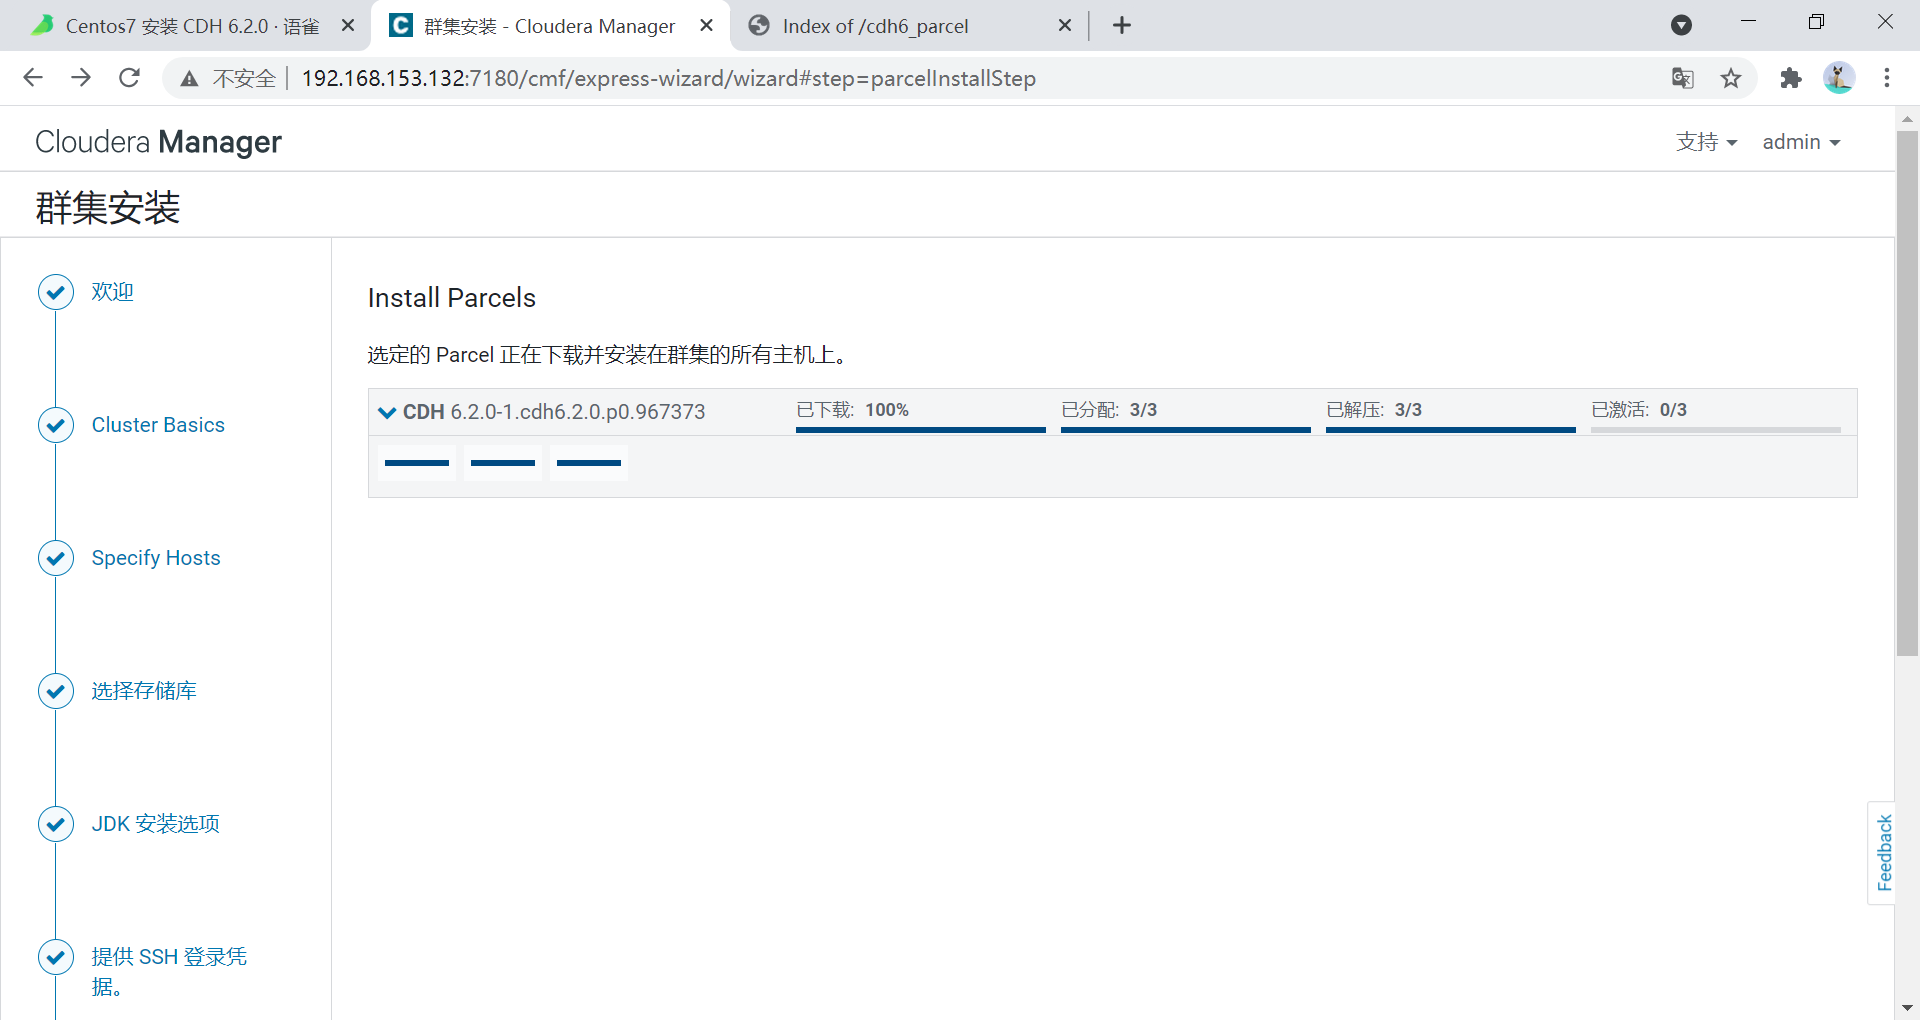 Centos7 安装 CDH 6.2.0 · 语雀
群集安装 - Cloudera Manager
Index of /cdh6_parcel
不安全
192.168.153.132:7180/cmf/express-wizard/wizard#step=parcelInstallStep
Cloudera Manager
支持
admin
群集安装
欢迎
Cluster Basics
Specify Hosts
选择存储库
JDK 安装选项
提供 SSH 登录凭
据。
Install Parcels
选定的 Parcel 正在下载并安装在群集的所有主机上。
CDH 6.2.0-1.cdh6.2.0.p0.967373
已下载: 100%
已分配: 3/3
已解压: 3/3
已激活: 0/3
Feedback